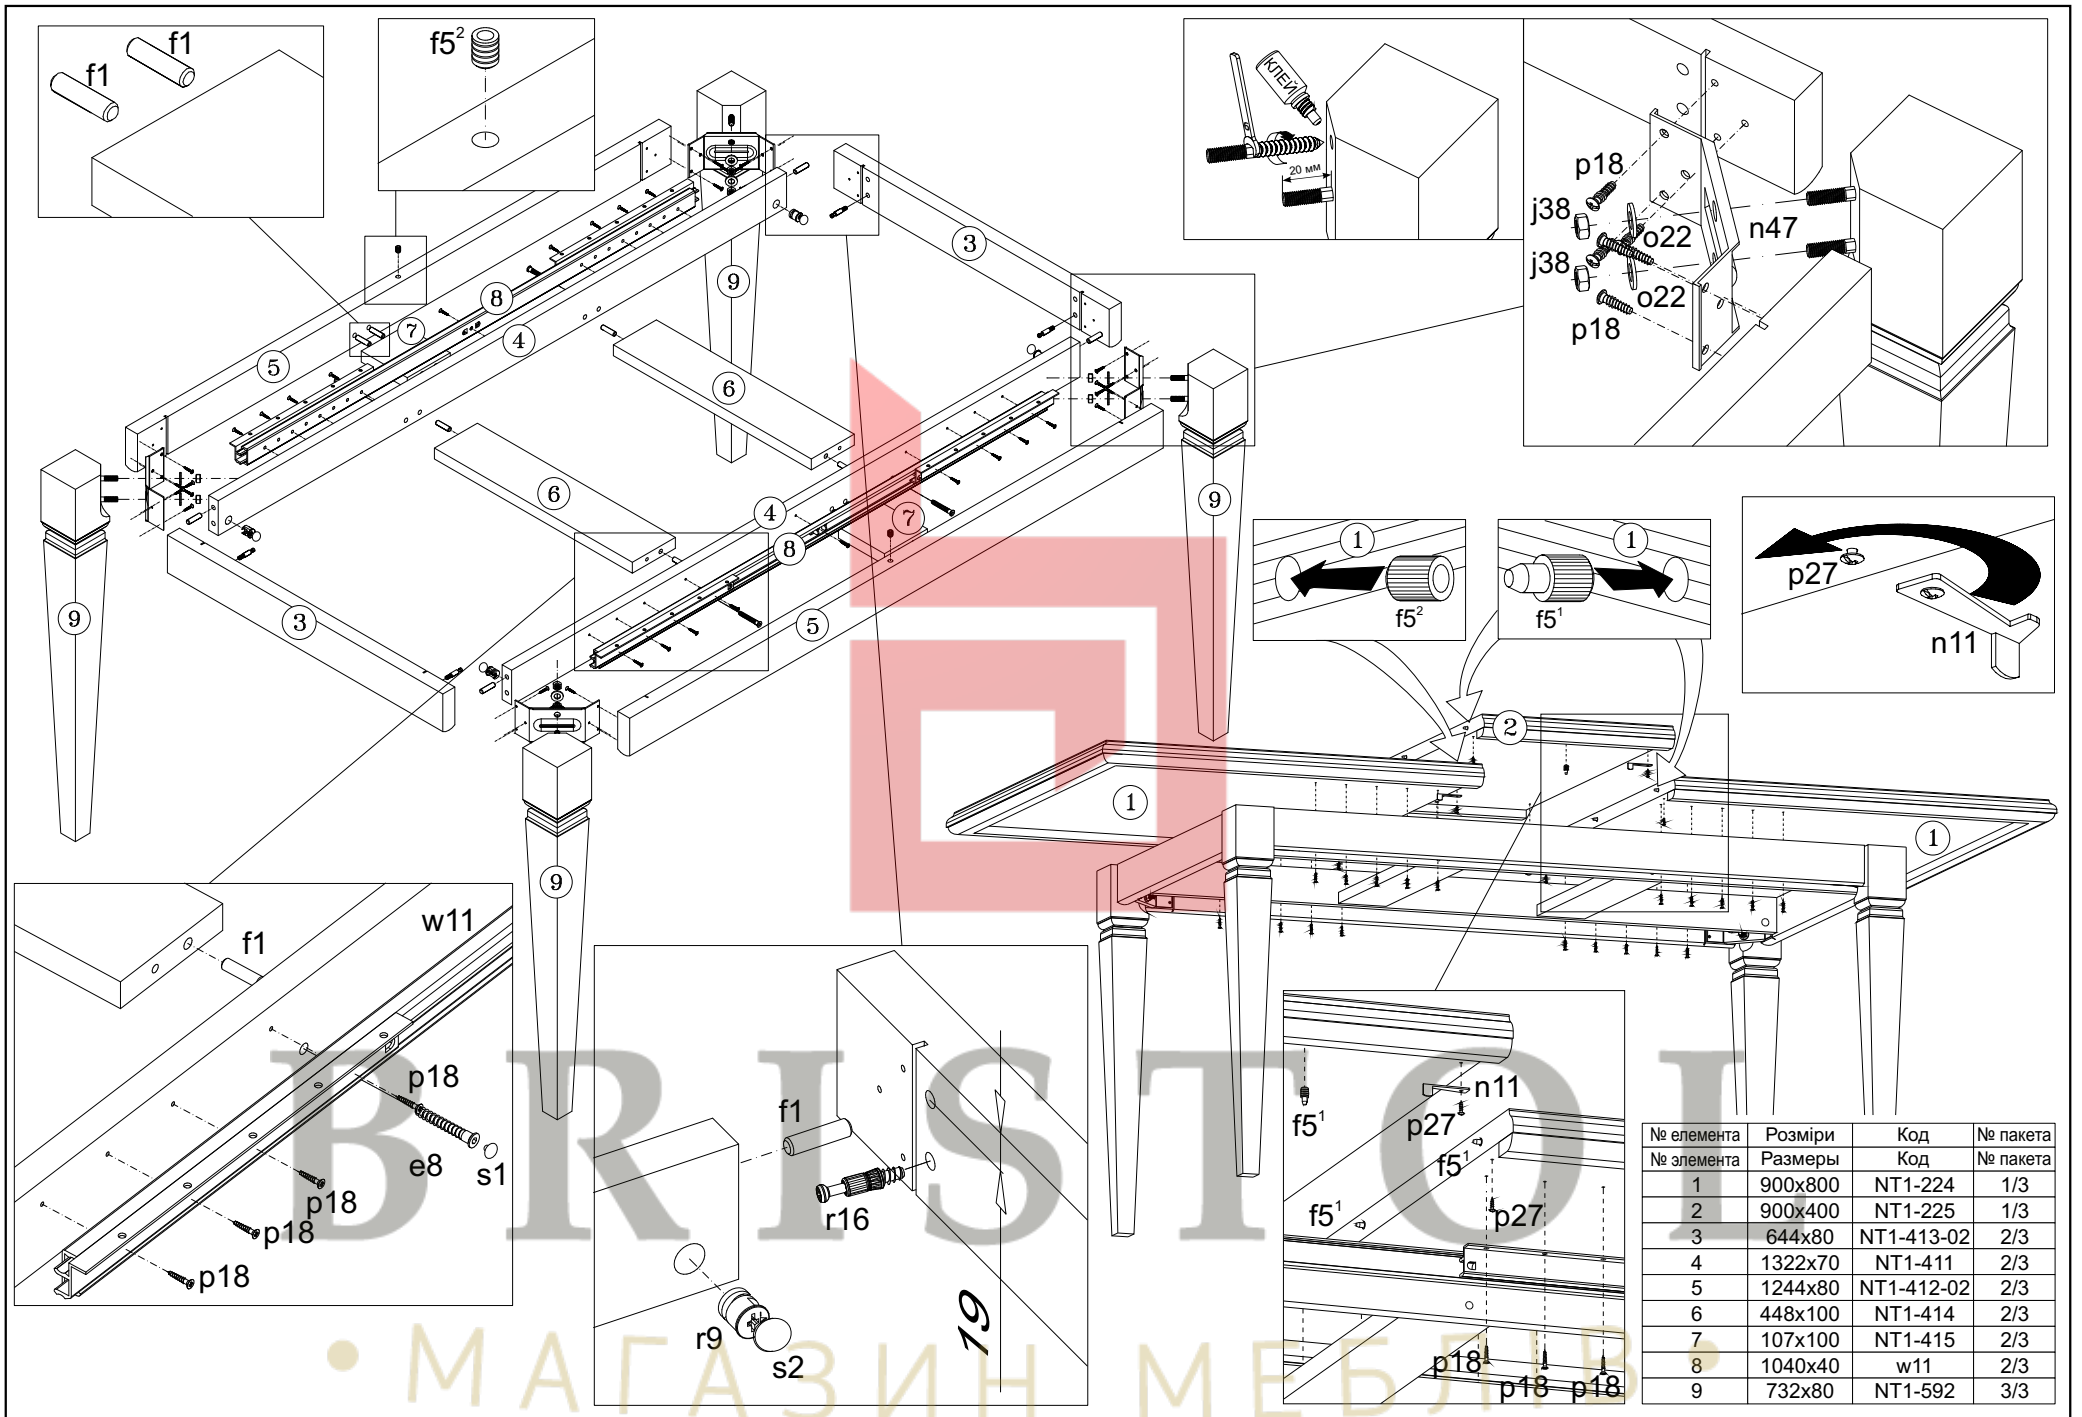 f1
f1
f5²
КЛЕЙ
20 мм
p18
j38
o22
n47
j38
o22
p18
3
9
8
7
4
5
6
6
9
3
4
7
8
5
9
9
1
f5²
1
f5¹
p27
n11
2
1
1
w11
f1
p18
e8
s1
p18
p18
p18
f1
r16
r9
s2
19
f5¹
n11
p27
f5¹
f5¹
p27
p18
p18
p18
№ елемента Розміри Код № пакета
№ элемента Размеры Код № пакета
1 900x800 NT1-224 1/3
2 900x400 NT1-225 1/3
3 644x80 NT1-413-02 2/3
4 1322x70 NT1-411 2/3
5 1244x80 NT1-412-02 2/3
6 448x100 NT1-414 2/3
7 107x100 NT1-415 2/3
8 1040x40 w11 2/3
9 732x80 NT1-592 3/3
BRISTOL
• МАГАЗИН МЕБЛІВ •